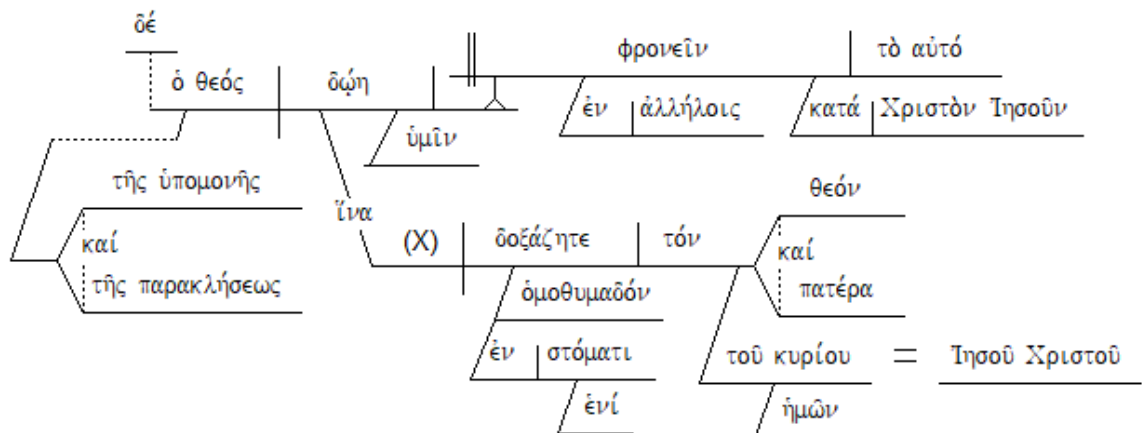 δέ
ὁ θεός δῴη φρονεῖν τὸ αὐτό
ὑμῖν ἐν ἀλλήλοις κατά Χριστὸν Ἰησοῦν
τῆς ὑπομονῆς
καί
τῆς παρακλήσεως
ἵνα
(X) δοξάζητε τόν
θεόν
καί
πατέρα
ὁμοθυμαδόν
ἐν στόματι
ἑνί
τοῦ κυρίου = Ἰησοῦ Χριστοῦ
ἡμῶν